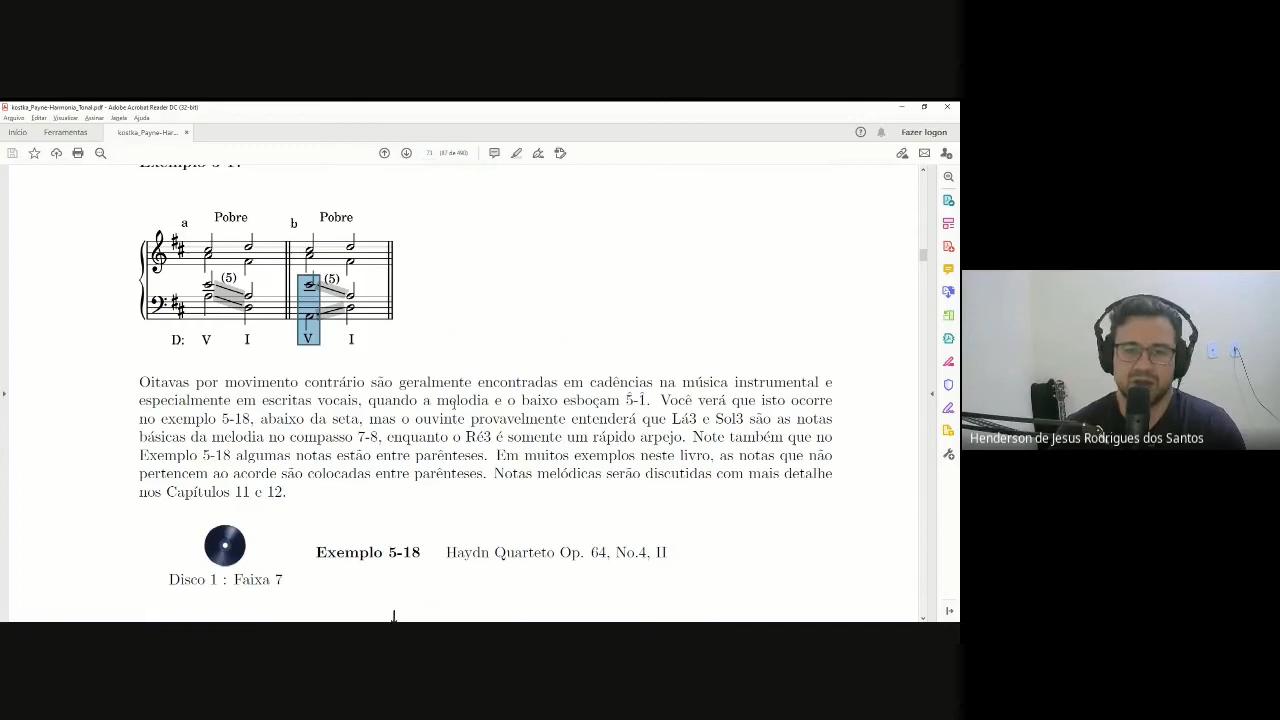 kostka_Payne-Harmonia_Tonal.pdf - Adobe Acrobat Reader DC (32-bit)
Arquivo Editar Visualizar Assinar Janela Ajuda
Início Ferramentas kostka_Payne-Har... × Fazer logon
73 (87 de 490)
a Pobre b Pobre
(5) (5)
D: V I V I
Oitavas por movimento contrário são geralmente encontradas em cadências na música instrumental e
especialmente em escritas vocais, quando a melodia e o baixo esboçam 5̂-1̂. Você verá que isto ocorre
no exemplo 5-18, abaixo da seta, mas o ouvinte provavelmente entenderá que Lá3 e Sol3 são as notas
básicas da melodia no compasso 7-8, enquanto o Ré3 é somente um rápido arpejo. Note também que no
Exemplo 5-18 algumas notas estão entre parênteses. Em muitos exemplos neste livro, as notas que não
pertencem ao acorde são colocadas entre parênteses. Notas melódicas serão discutidas com mais detalhe
nos Capítulos 11 e 12.
Exemplo 5-18 Haydn Quarteto Op. 64, No.4, II
Disco 1 : Faixa 7
Henderson de Jesus Rodrigues dos Santos